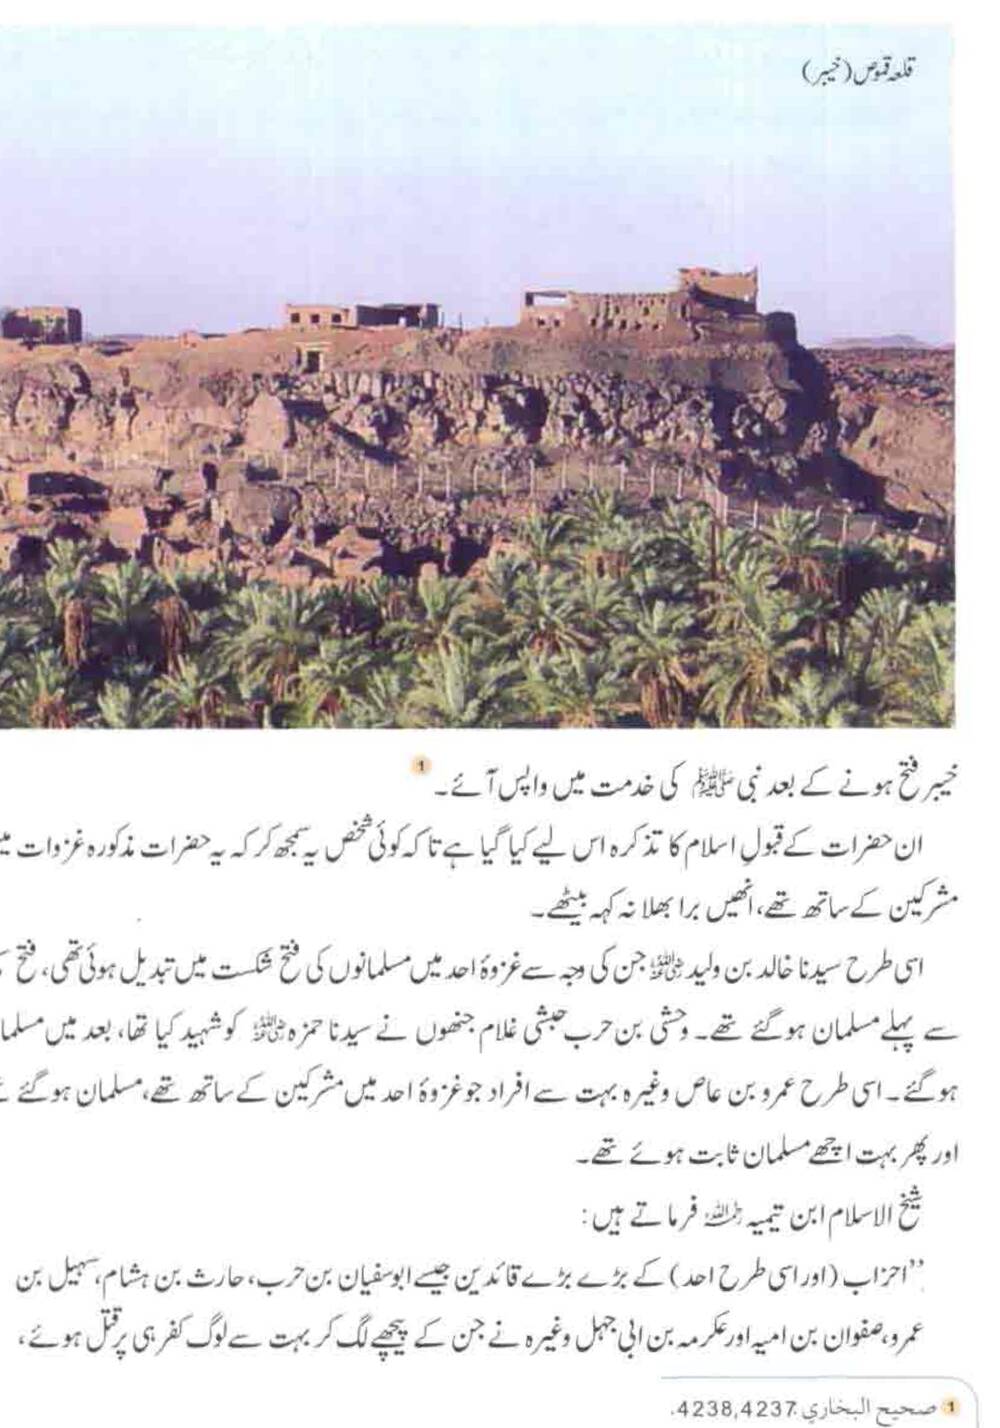 قلعہ قموص (خیبر)
خیبر فتح ہونے کے بعد نبی ﷺ کی خدمت میں واپس آئے۔ 1
ان حضرات کے قبولِ اسلام کا تذکرہ اس لیے کیا گیا ہے تاکہ کوئی شخص یہ سمجھ کر کہ یہ حضرات مذکورہ غزوات
مشرکین کے ساتھ تھے، انھیں برا بھلا نہ کہہ بیٹھے۔
اسی طرح سیدنا خالد بن ولید رضی اللہ عنہ جن کی وجہ سے غزوۂ احد میں مسلمانوں کی فتح شکست میں تبدیل ہوئی تھی، فتح
سے پہلے مسلمان ہو گئے تھے۔ وحشی بن حرب حبشی غلام جنھوں نے سیدنا حمزہ رضی اللہ عنہ کو شہید کیا تھا، بعد میں
ہو گئے۔ اسی طرح عمرو بن عاص وغیرہ بہت سے افراد جو غزوۂ احد میں مشرکین کے ساتھ تھے، مسلمان ہو گئے
اور پھر بہت اچھے مسلمان ثابت ہوئے تھے۔
شیخ الاسلام ابن تیمیہ رحمہ اللہ فرماتے ہیں:
’’احزاب (اور اسی طرح احد) کے بڑے بڑے قائدین جیسے ابوسفیان بن حرب، حارث بن ہشام، سہیل بن
عمرو، صفوان بن امیہ اور عکرمہ بن ابی جہل وغیرہ نے جن کے پیچھے لگ کر بہت سے لوگ کفر ہی پر قتل ہوئے،
1 صحيح البخاري: 4238,4237.